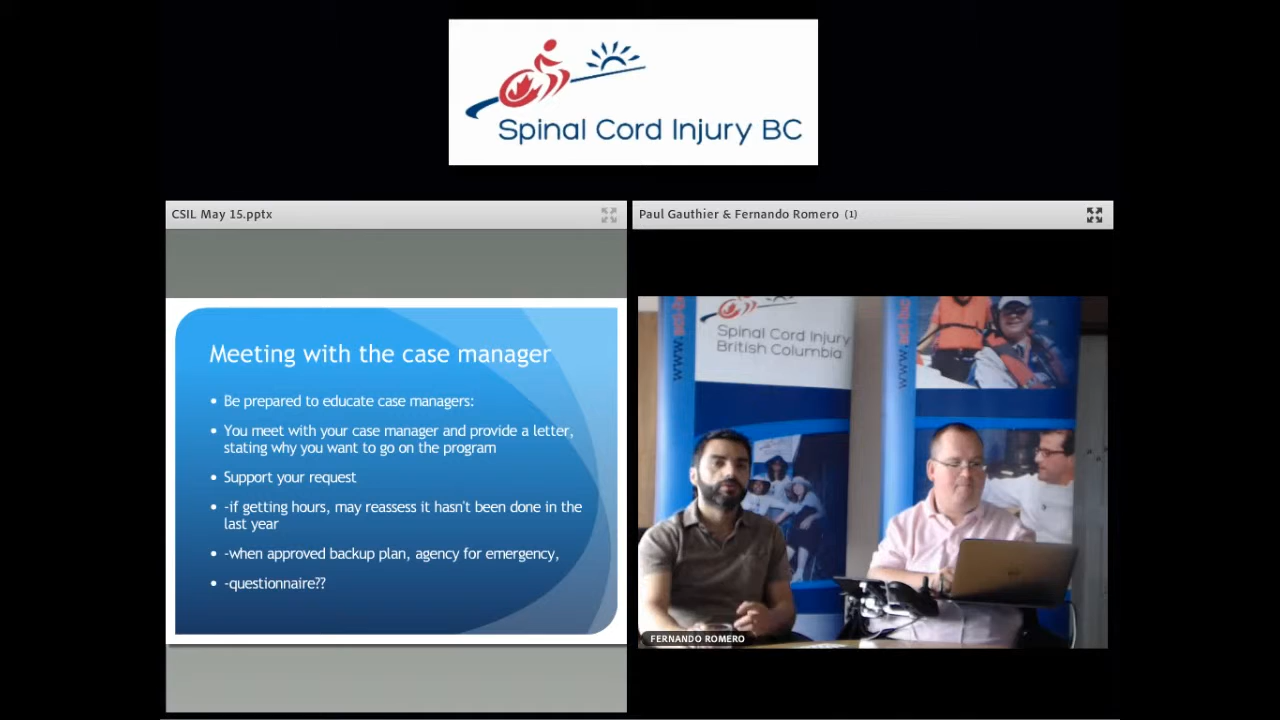 Spinal Cord Injury BC
CSIL May 15.pptx
Paul Gauthier & Fernando Romero (1)
Meeting with the case manager
• Be prepared to educate case managers:
• You meet with your case manager and provide a letter,
stating why you want to go on the program
• Support your request
• -if getting hours, may reassess it hasn't been done in the
last year
• -when approved backup plan, agency for emergency,
• -questionnaire??
www.
Spinal Cord Injury
British Columbia
www.
FERNANDO ROMERO